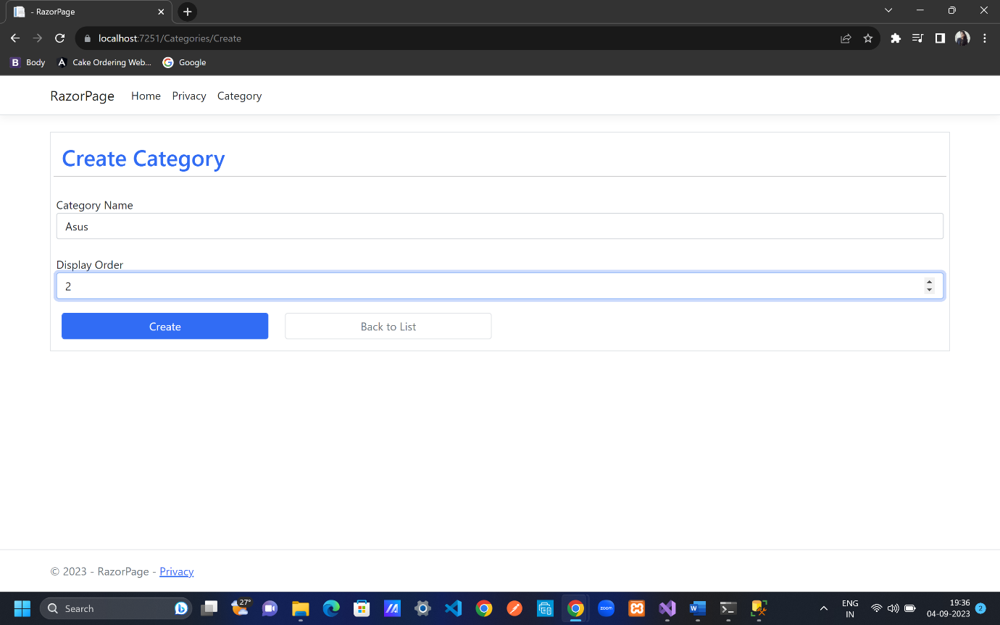 - RazorPage
localhost:7251/Categories/Create
B Body
Cake Ordering Web...
Google
RazorPage
Home
Privacy
Category
Create Category
Category Name
Asus
Display Order
2
Create
Back to List
© 2023 - RazorPage - Privacy
Search
27°
zoom
ENG
IN
19:36
04-09-2023
2